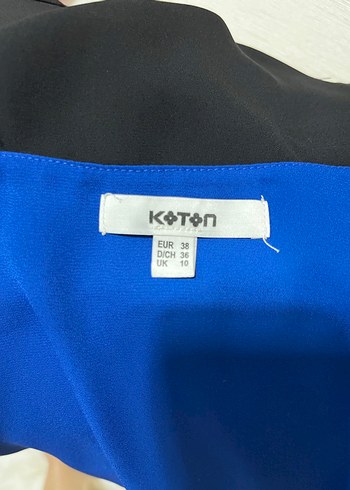 KOTON
EUR 38
D/CH 36
UK 10